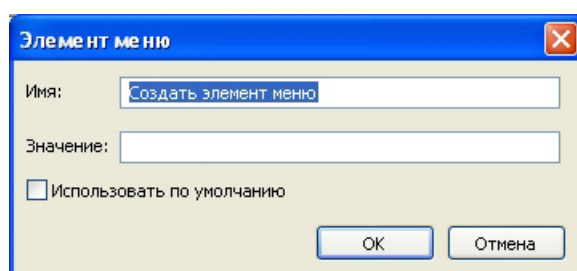 Элемент меню
Имя: Создать элемент меню
Значение:
Использовать по умолчанию
OK Отмена